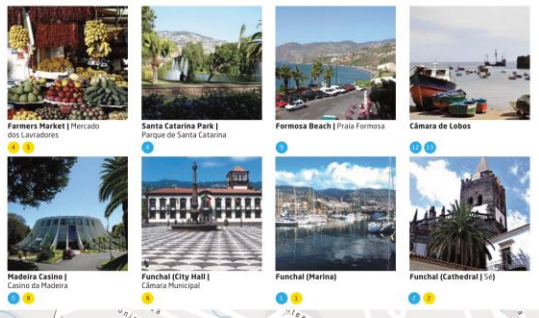 Farmers Market | Mercado
dos Lavradores
4 5
Santa Catarina Park |
Parque de Santa Catarina
4
Formosa Beach | Praia Formosa
9
Câmara de Lobos
12 13
Madeira Casino |
Casino da Madeira
5 8
Funchal (City Hall |
Câmara Municipal
6
Funchal (Marina)
1 1
Funchal (Cathedral | Sé)
2